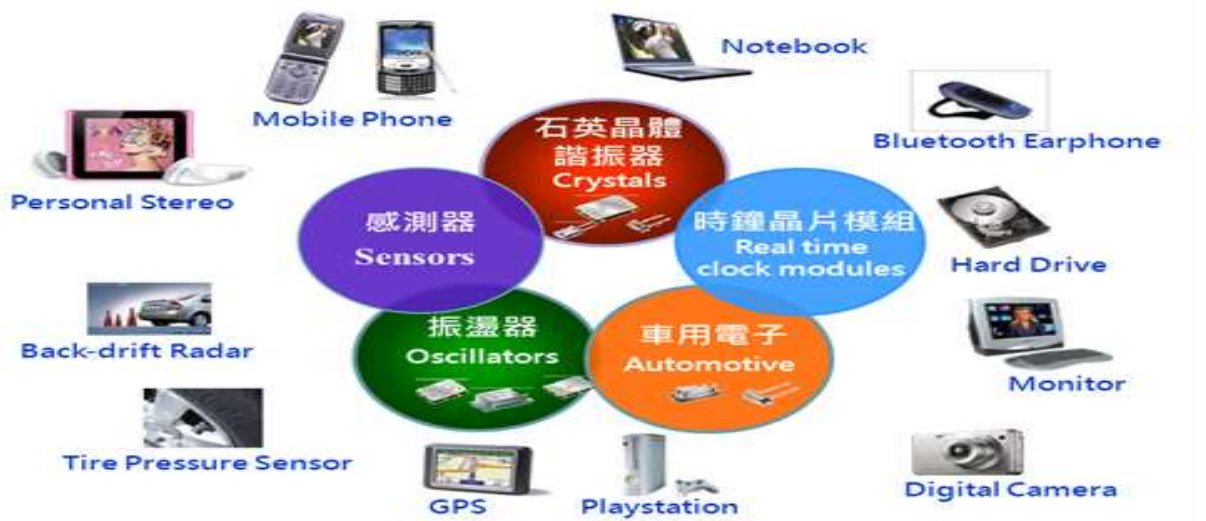 Notebook
Mobile Phone
Bluetooth Earphone
Personal Stereo
石英晶體
諧振器
Crystals
感測器
Sensors
時鐘晶片模組
Real time
clock modules
Hard Drive
振盪器
Oscillators
車用電子
Automotive
Back-drift Radar
Monitor
Tire Pressure Sensor
GPS
Playstation
Digital Camera